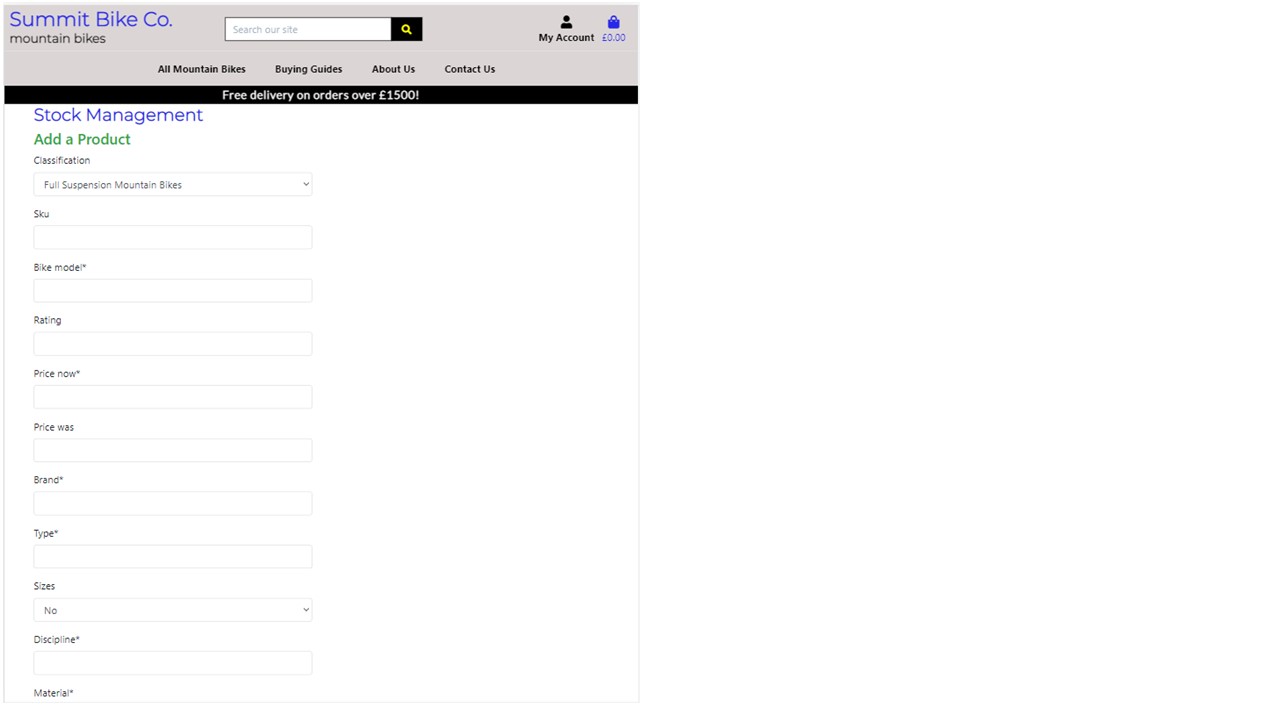 Summit Bike Co.
mountain bikes
Search our site
My Account
£0.00
All Mountain Bikes
Buying Guides
About Us
Contact Us
Free delivery on orders over £1500!
Stock Management
Add a Product
Classification
Full Suspension Mountain Bikes
Sku
Bike model*
Rating
Price now*
Price was
Brand*
Type*
Sizes
No
Discipline*
Material*